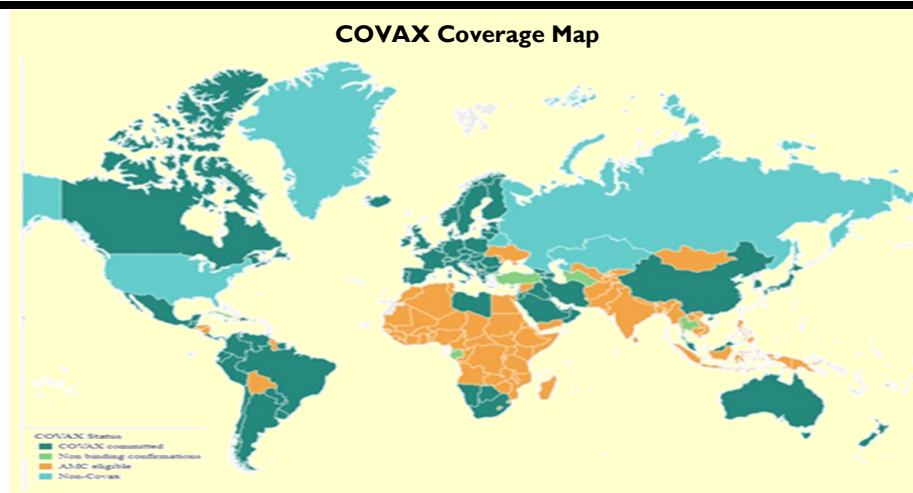 COVAX Coverage Map
COVAX Status
COVAX committed
Non binding confirmations
AMC eligible
Non-Covax